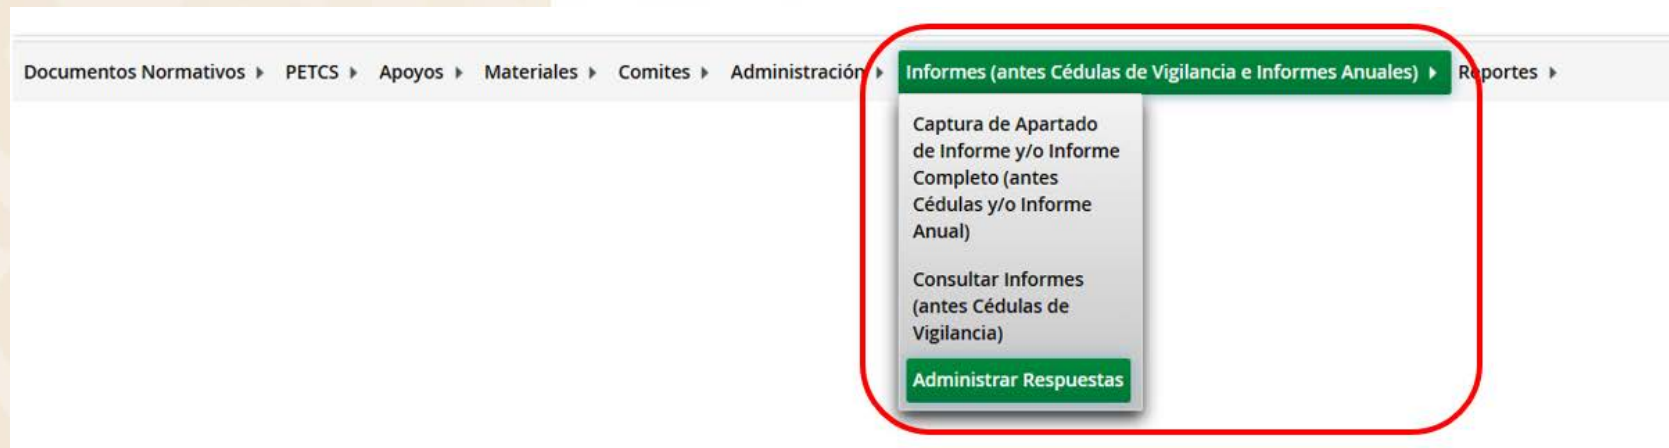 Documentos Normativos PETCS Apoyos Materiales Comites Administración Informes (antes Cédulas de Vigilancia e Informes Anuales) Reportes
Captura de Apartado
de Informe y/o Informe
Completo (antes
Cédulas y/o Informe
Anual)
Consultar Informes
(antes Cédulas de
Vigilancia)
Administrar Respuestas